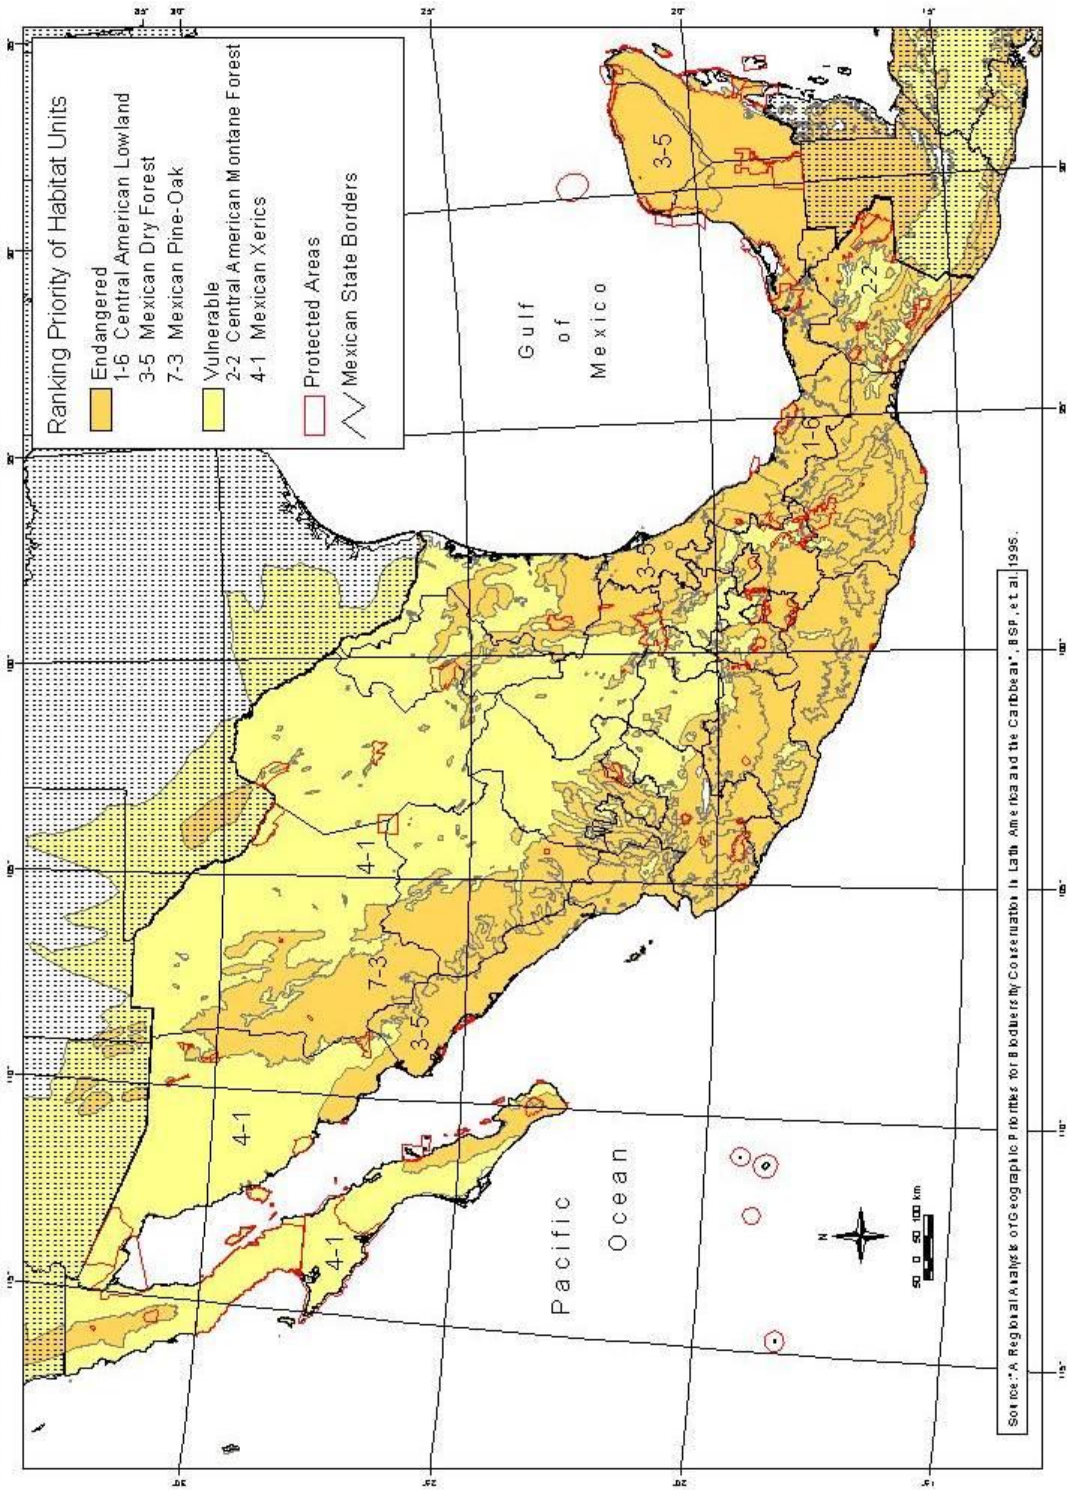 Ranking Priority of Habitat Units
Endangered
1-6 Central American Lowland
3-5 Mexican Dry Forest
7-3 Mexican Pine-Oak
Vulnerable
2-2 Central American Montane Forest
4-1 Mexican Xerics
Protected Areas
Mexican State Borders
Gulf
of
Mexico
4-1
4-1
4-1
7-3
3-5
3-5
3-5
1-6
2-2
Pacific
Ocean
N
50 0 50 100 km
Source: "A Regional Analysis of Geographic Priorities for Biodiversity Conservation in Latin America and the Caribbean", BSP, et. al. 1995.